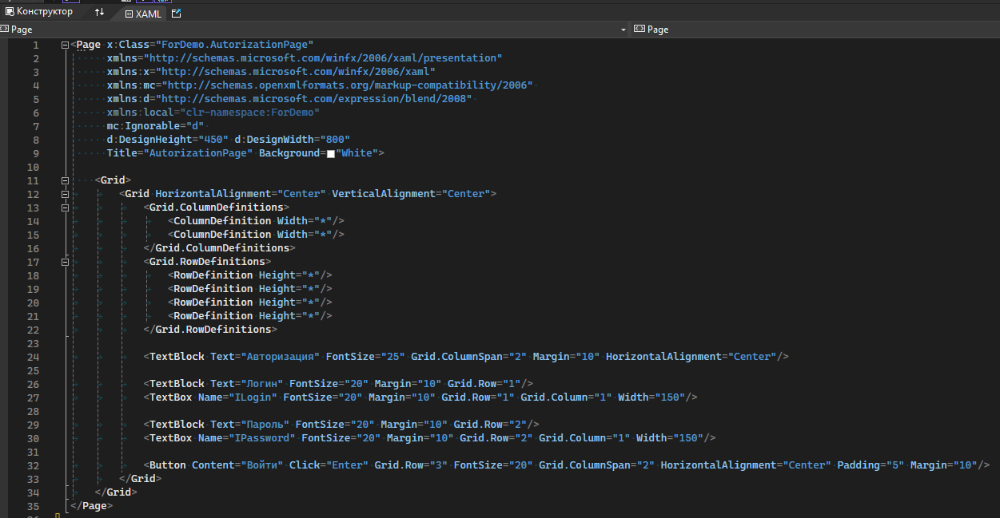 Конструктор XAML
Page Page
1 <Page x:Class="ForDemo.AutorizationPage"
2 xmlns="http://schemas.microsoft.com/winfx/2006/xaml/presentation"
3 xmlns:x="http://schemas.microsoft.com/winfx/2006/xaml"
4 xmlns:mc="http://schemas.openxmlformats.org/markup-compatibility/2006"
5 xmlns:d="http://schemas.microsoft.com/expression/blend/2008"
6 xmlns:local="clr-namespace:ForDemo"
7 mc:Ignorable="d"
8 d:DesignHeight="450" d:DesignWidth="800"
9 Title="AutorizationPage" Background="White">
10
11 <Grid>
12 <Grid HorizontalAlignment="Center" VerticalAlignment="Center">
13 <Grid.ColumnDefinitions>
14 <ColumnDefinition Width="*"/>
15 <ColumnDefinition Width="*"/>
16 </Grid.ColumnDefinitions>
17 <Grid.RowDefinitions>
18 <RowDefinition Height="*"/>
19 <RowDefinition Height="*"/>
20 <RowDefinition Height="*"/>
21 <RowDefinition Height="*"/>
22 </Grid.RowDefinitions>
23
24 <TextBlock Text="Авторизация" FontSize="25" Grid.ColumnSpan="2" Margin="10" HorizontalAlignment="Center"/>
25
26 <TextBlock Text="Логин" FontSize="20" Margin="10" Grid.Row="1"/>
27 <TextBox Name="ILogin" FontSize="20" Margin="10" Grid.Row="1" Grid.Column="1" Width="150"/>
28
29 <TextBlock Text="Пароль" FontSize="20" Margin="10" Grid.Row="2"/>
30 <TextBox Name="IPassword" FontSize="20" Margin="10" Grid.Row="2" Grid.Column="1" Width="150"/>
31
32 <Button Content="Войти" Click="Enter" Grid.Row="3" FontSize="20" Grid.ColumnSpan="2" HorizontalAlignment="Center" Padding="5" Margin="10"/>
33 </Grid>
34 </Grid>
35 </Page>